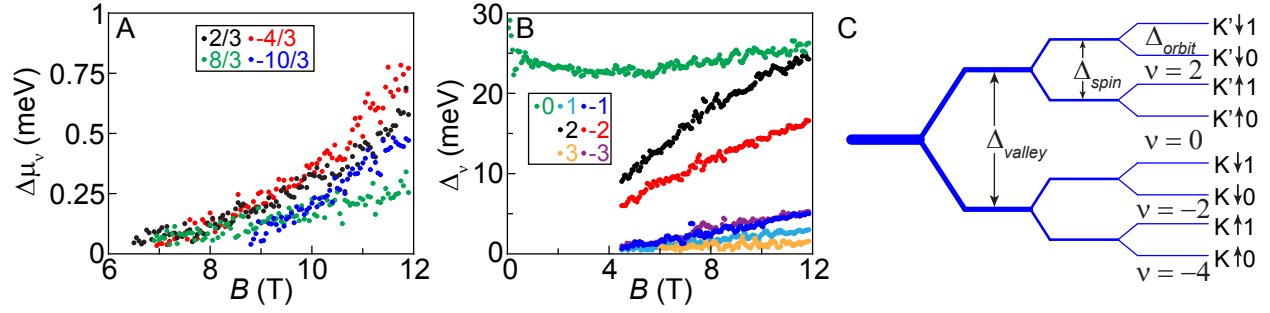 A
Δμᵥ (meV)
1
0.75
0.5
0.25
0
6
8
10
12
B (T)
2/3 -4/3
8/3 -10/3
B
Δᵥ (meV)
30
20
10
0
0
4
8
12
B (T)
0 1 -1
2 -2
3 -3
C
Δvalley
Δspin
Δorbit
ν = 2
ν = 0
ν = −2
ν = −4
K'↓1
K'↓0
K'↑1
K'↑0
K↓1
K↓0
K↑1
K↑0